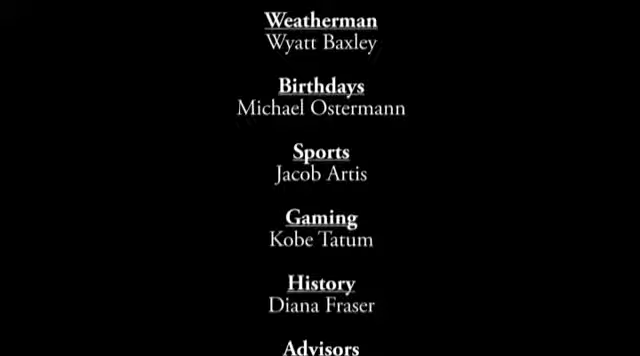 Weatherman
Wyatt Baxley
Birthdays
Michael Ostermann
Sports
Jacob Artis
Gaming
Kobe Tatum
History
Diana Fraser
Advisors